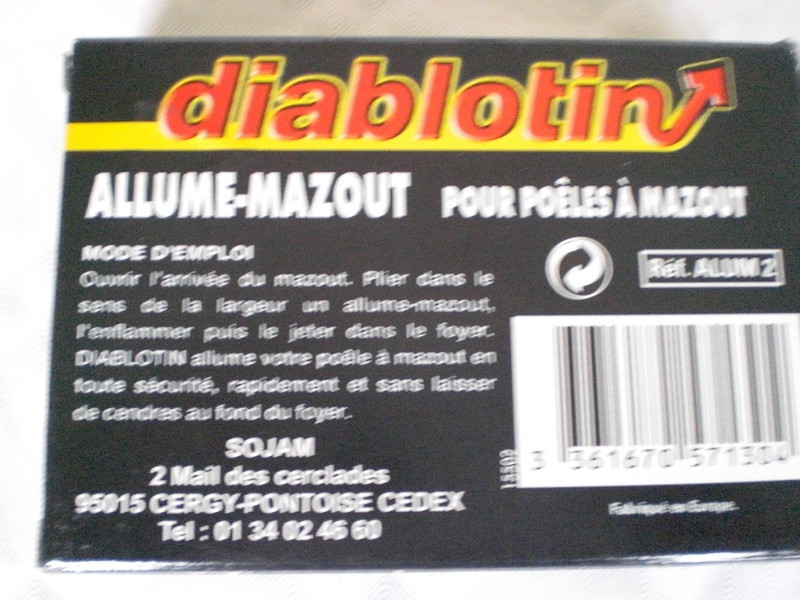 diablotin
ALLUME-MAZOUT POUR POÊLES À MAZOUT
MODE D'EMPLOI
Ouvrir l'arrivée du mazout. Plier dans le
sens de la largeur un allume-mazout,
l'enflammer puis le jeter dans le foyer.
DIABLOTIN allume votre poêle à mazout en
toute sécurité, rapidement et sans laisser
de cendres au fond du foyer.
SOJAM
2 Mail des cerclades
95015 CERGY-PONTOISE CEDEX
Tel : 01 34 02 46 60
Réf. ALUM 2
3 361670 571304
Fabriqué en Europe.